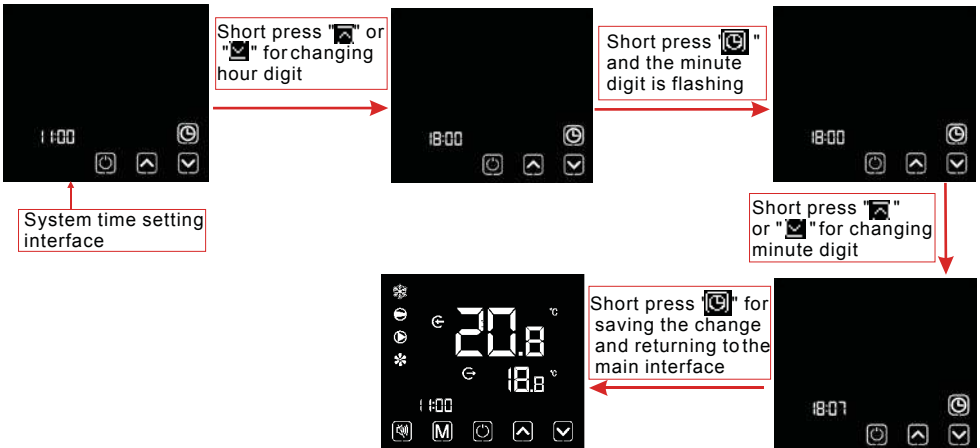 Short press "⌃" or
"⌄" for changing
hour digit
Short press "🕒"
and the minute
digit is flashing
11:00
18:00
18:00
System time setting
interface
Short press "⌃"
or "⌄" for changing
minute digit
20.8 °C
18.8 °C
11:00
M
Short press "🕒" for
saving the change
and returning to the
main interface
18:07